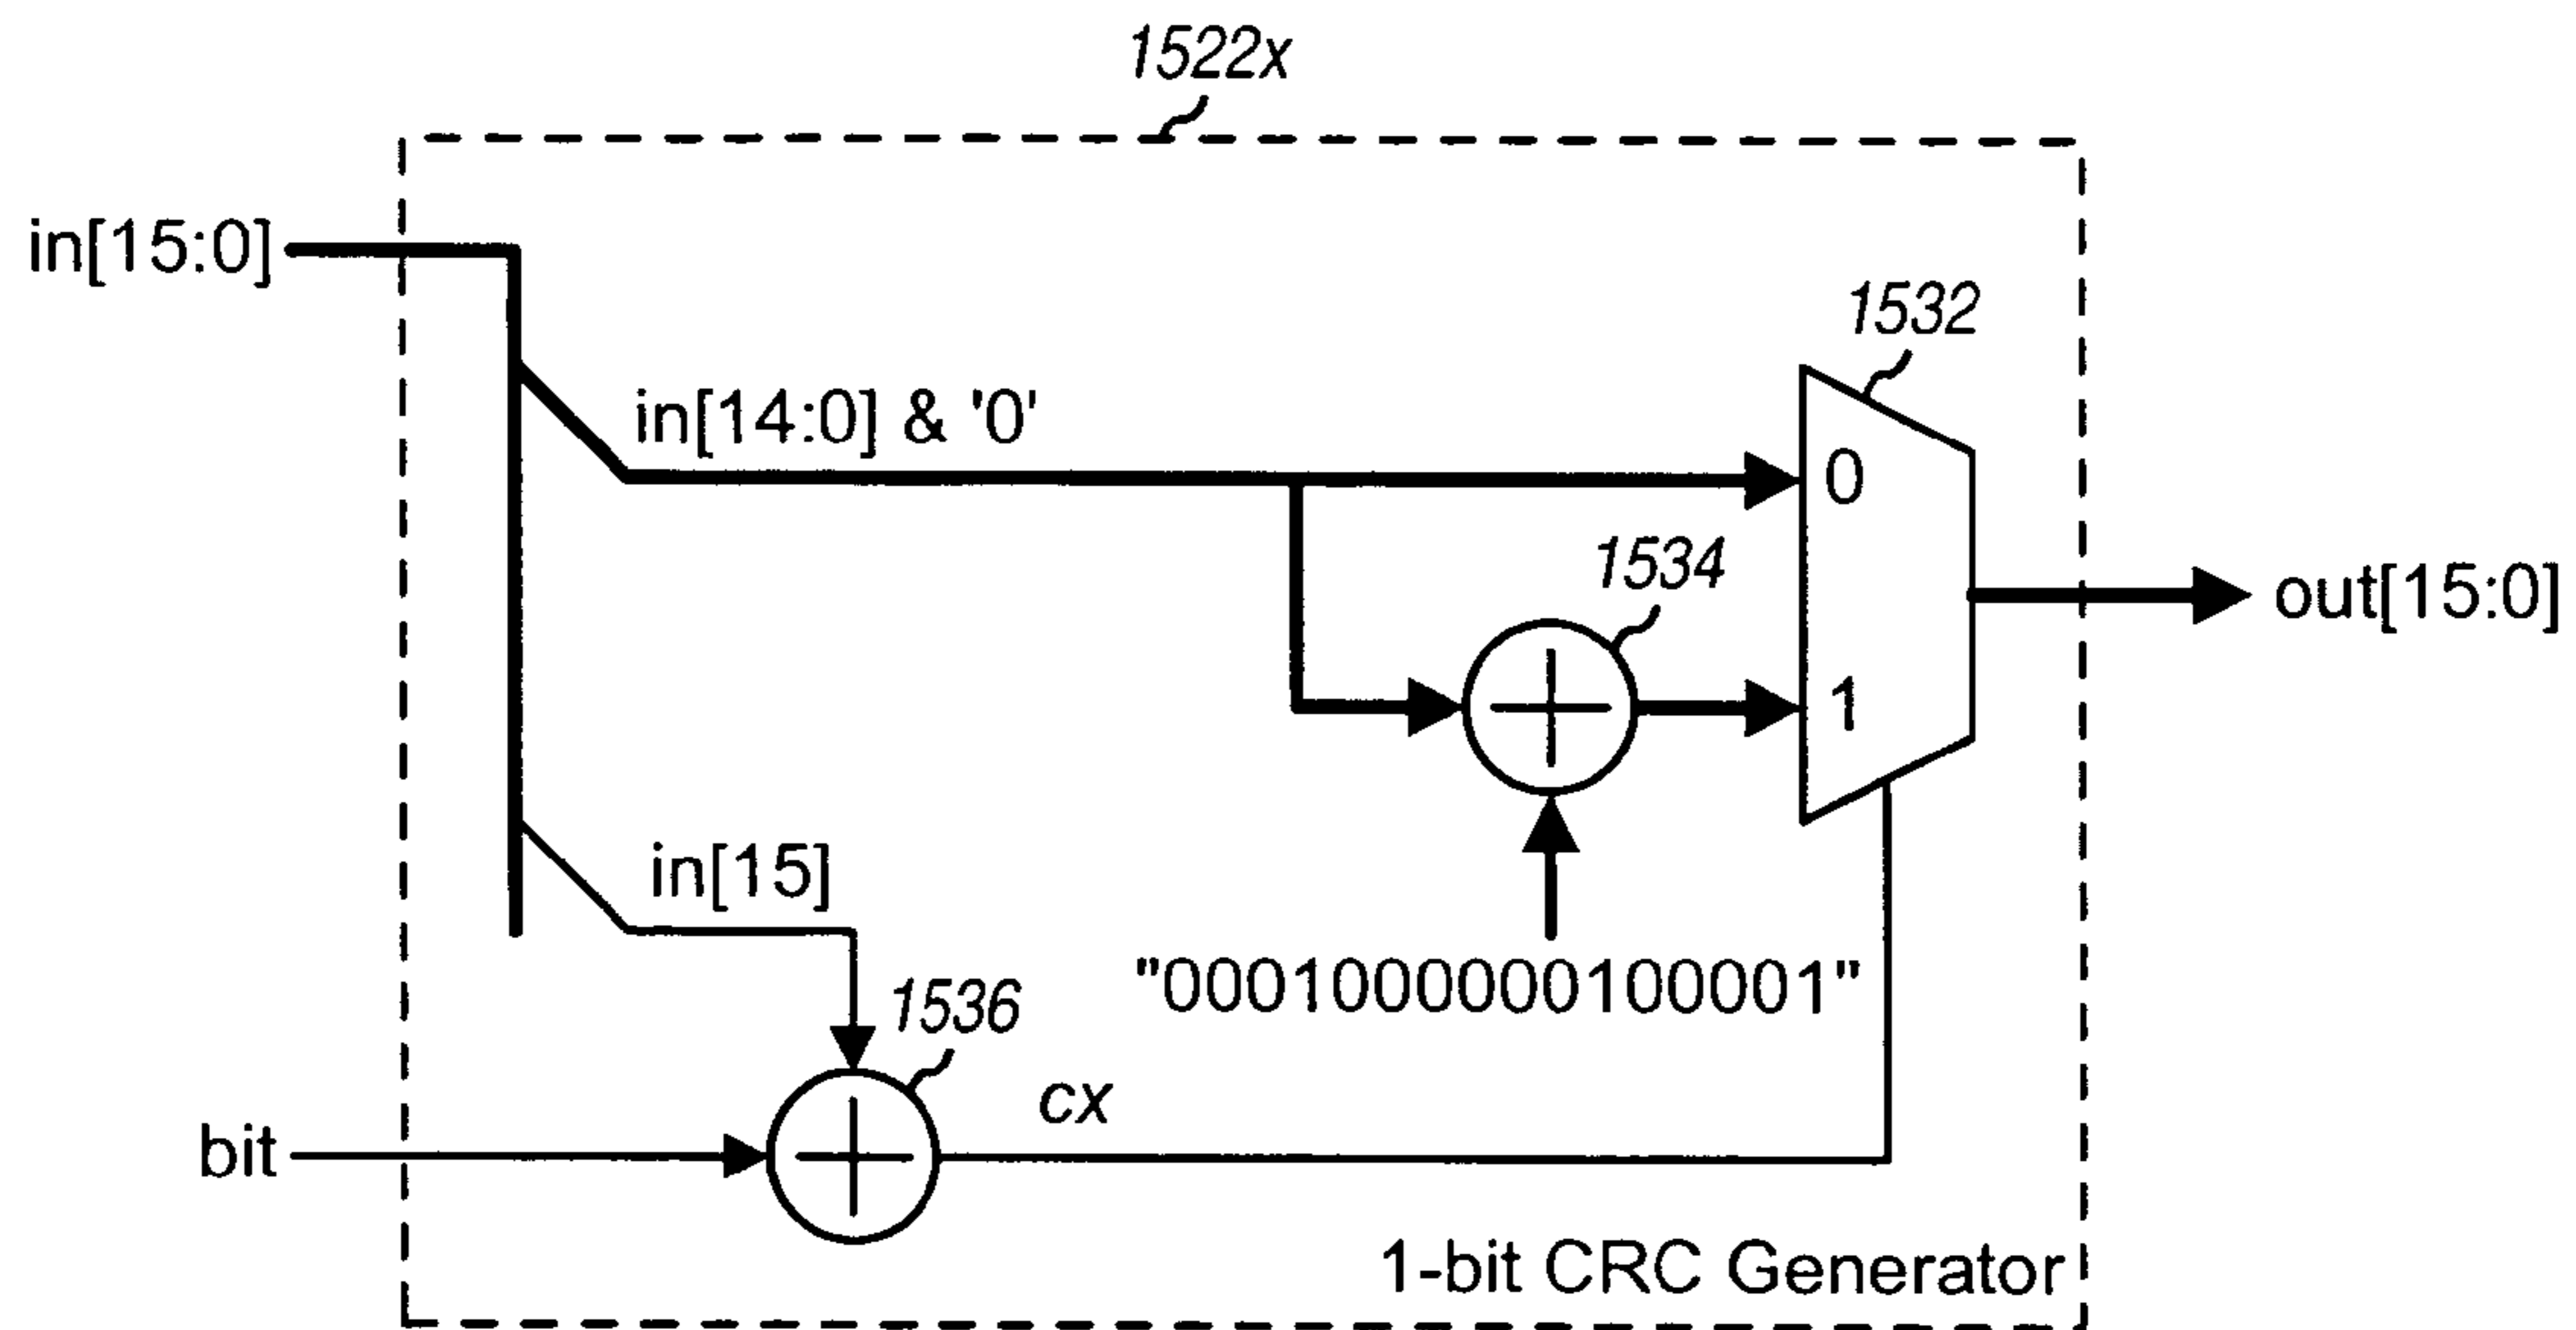 1522x
in[15:0]
1532
in[14:0] & '0'
0
1534
out[15:0]
1
in[15]
"0001000000100001"
1536
cx
bit
1-bit CRC Generator